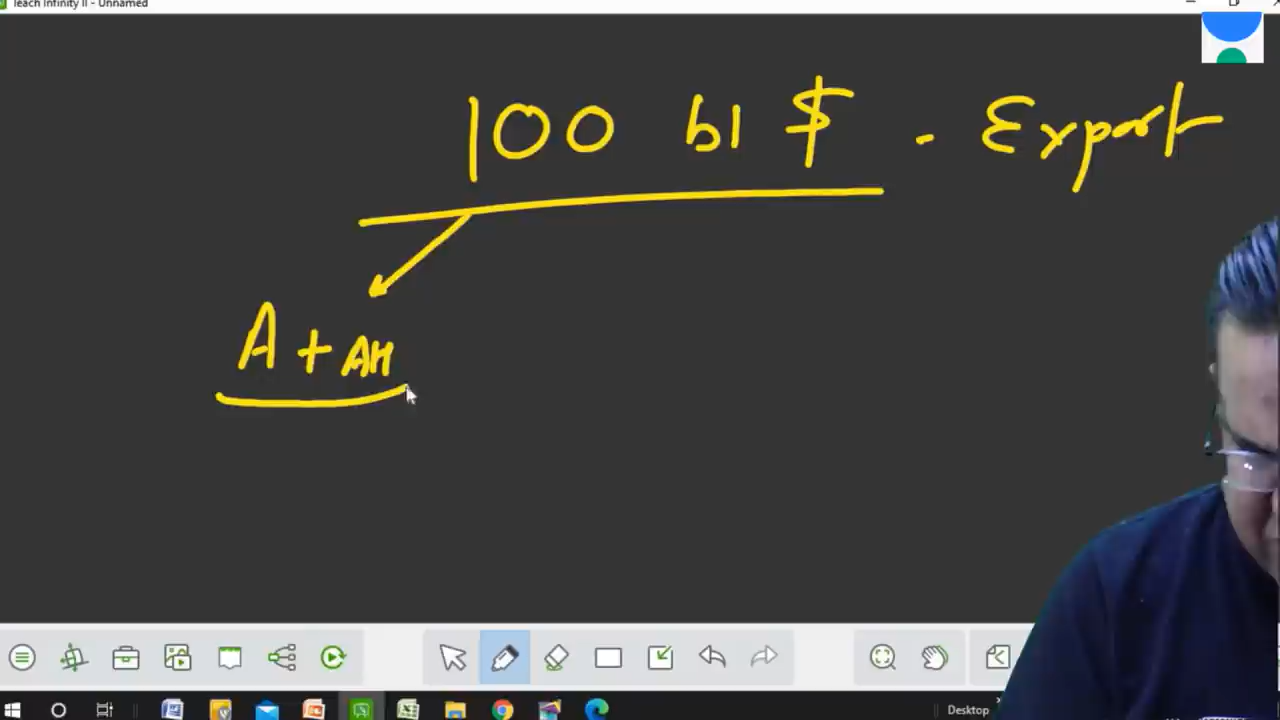 Teach Infinity II - Unnamed
100 bl $ - Export
A + AH
Desktop